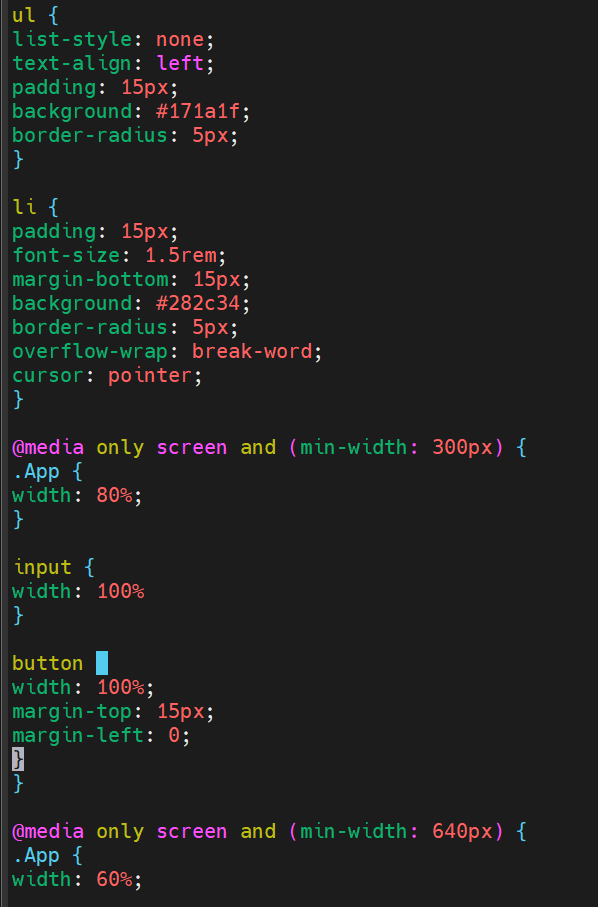 ul {
list-style: none;
text-align: left;
padding: 15px;
background: #171a1f;
border-radius: 5px;
}

li {
padding: 15px;
font-size: 1.5rem;
margin-bottom: 15px;
background: #282c34;
border-radius: 5px;
overflow-wrap: break-word;
cursor: pointer;
}

@media only screen and (min-width: 300px) {
.App {
width: 80%;
}

input {
width: 100%
}

button
width: 100%;
margin-top: 15px;
margin-left: 0;
}
}

@media only screen and (min-width: 640px) {
.App {
width: 60%;